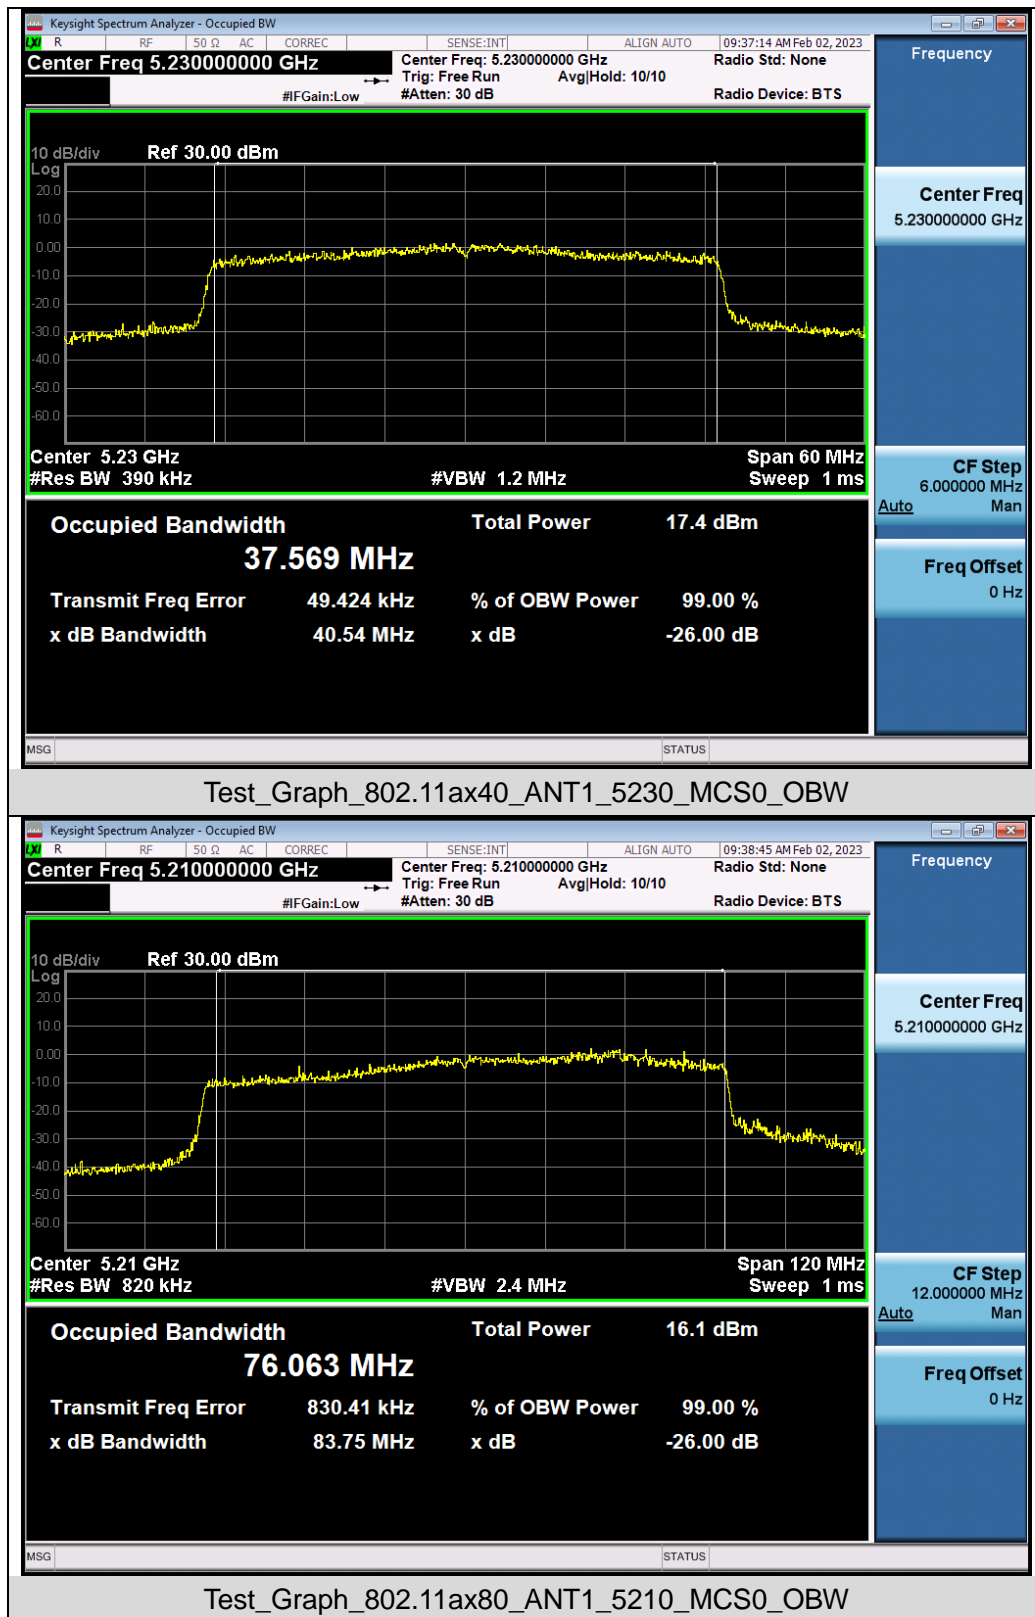 Keysight Spectrum Analyzer - Occupied BW
LXI R RF 50 Ω AC CORREC SENSE:INT ALIGN AUTO 09:37:14 AM Feb 02, 2023
Center Freq 5.230000000 GHz Center Freq: 5.230000000 GHz Radio Std: None
Trig: Free Run Avg|Hold: 10/10
#IFGain:Low #Atten: 30 dB Radio Device: BTS
Frequency
10 dB/div Ref 30.00 dBm
Log
20.0
10.0
0.00
-10.0
-20.0
-30.0
-40.0
-50.0
-60.0
Center 5.23 GHz Span 60 MHz
#Res BW 390 kHz #VBW 1.2 MHz Sweep 1 ms
Center Freq
5.230000000 GHz
CF Step
6.000000 MHz
Auto Man
Freq Offset
0 Hz
Occupied Bandwidth Total Power 17.4 dBm
37.569 MHz
Transmit Freq Error 49.424 kHz % of OBW Power 99.00 %
x dB Bandwidth 40.54 MHz x dB -26.00 dB
MSG STATUS
Test_Graph_802.11ax40_ANT1_5230_MCS0_OBW
Keysight Spectrum Analyzer - Occupied BW
LXI R RF 50 Ω AC CORREC SENSE:INT ALIGN AUTO 09:38:45 AM Feb 02, 2023
Center Freq 5.210000000 GHz Center Freq: 5.210000000 GHz Radio Std: None
Trig: Free Run Avg|Hold: 10/10
#IFGain:Low #Atten: 30 dB Radio Device: BTS
Frequency
10 dB/div Ref 30.00 dBm
Log
20.0
10.0
0.00
-10.0
-20.0
-30.0
-40.0
-50.0
-60.0
Center 5.21 GHz Span 120 MHz
#Res BW 820 kHz #VBW 2.4 MHz Sweep 1 ms
Center Freq
5.210000000 GHz
CF Step
12.000000 MHz
Auto Man
Freq Offset
0 Hz
Occupied Bandwidth Total Power 16.1 dBm
76.063 MHz
Transmit Freq Error 830.41 kHz % of OBW Power 99.00 %
x dB Bandwidth 83.75 MHz x dB -26.00 dB
MSG STATUS
Test_Graph_802.11ax80_ANT1_5210_MCS0_OBW